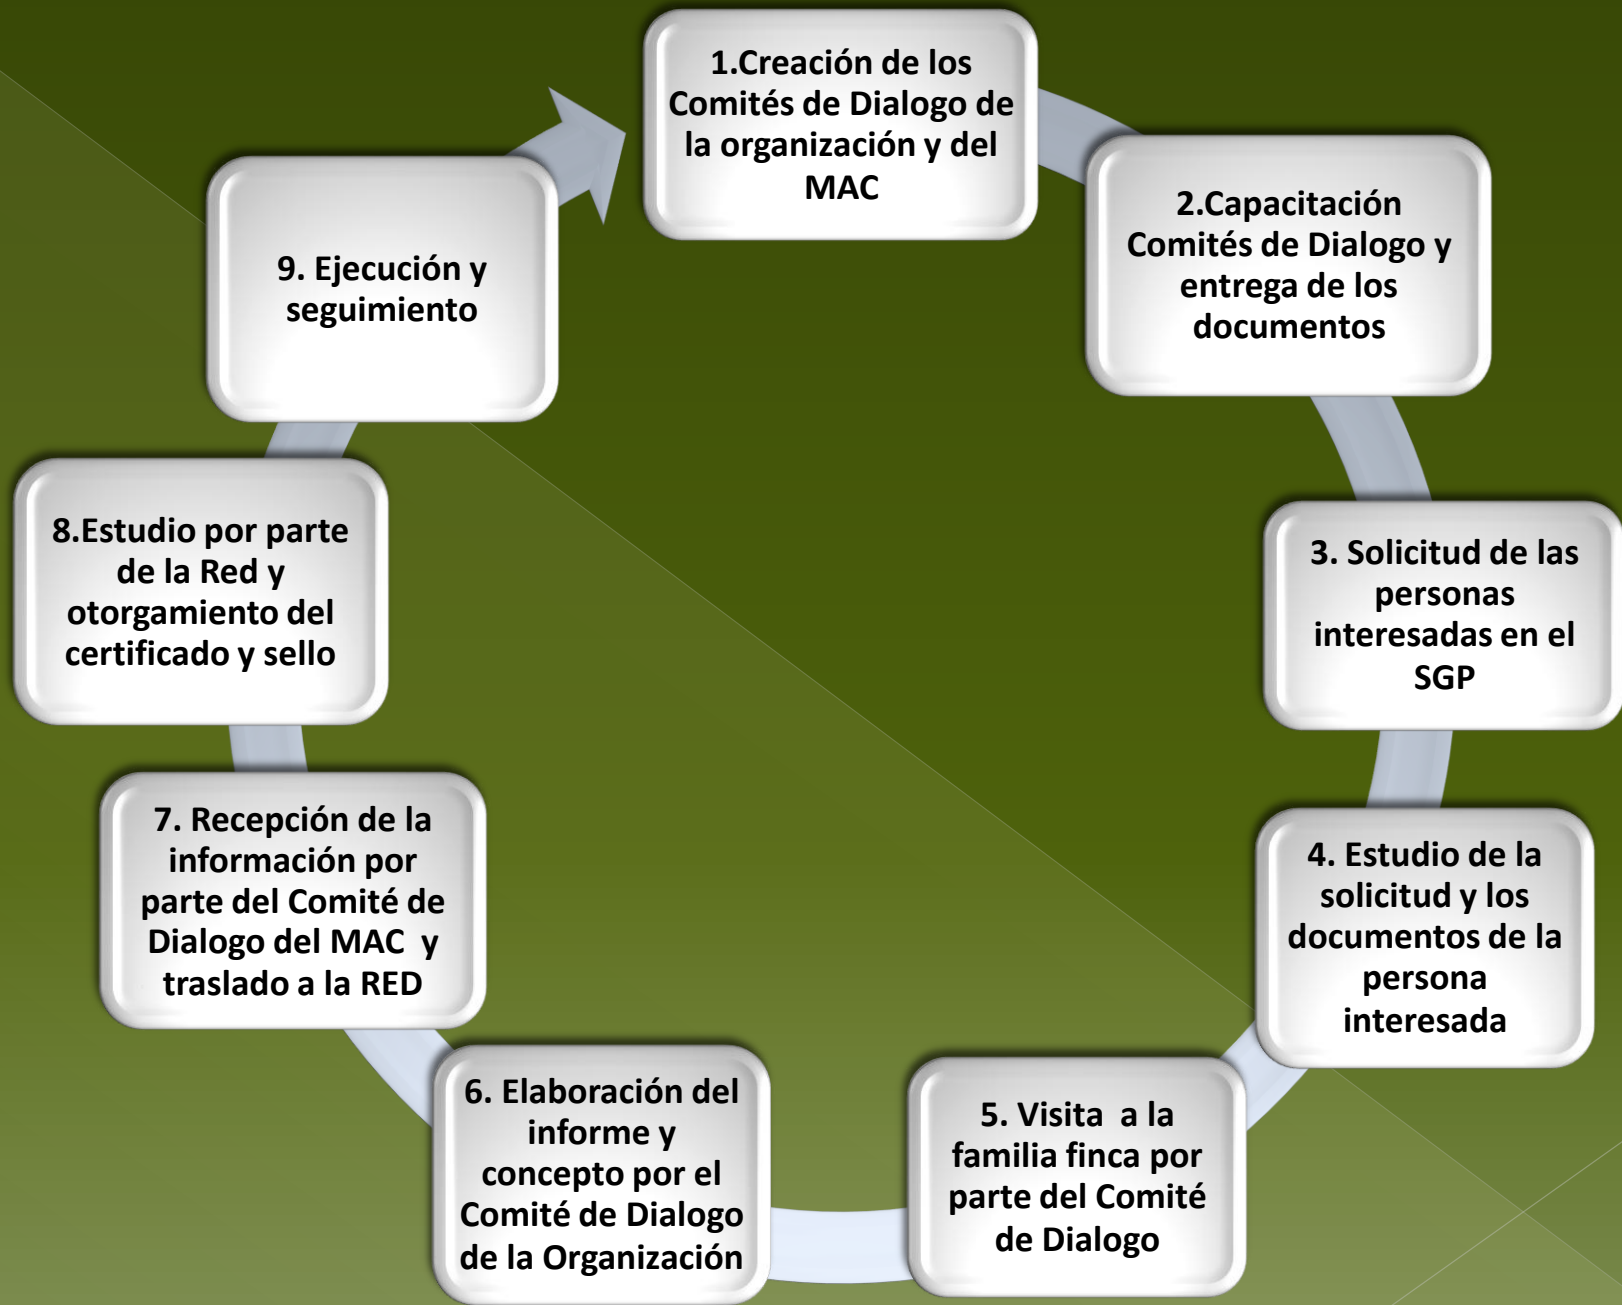 1.Creación de los
Comités de Dialogo de
la organización y del
MAC
2.Capacitación
Comités de Dialogo y
entrega de los
documentos
3. Solicitud de las
personas
interesadas en el
SGP
4. Estudio de la
solicitud y los
documentos de la
persona
interesada
5. Visita  a la
familia finca por
parte del Comité
de Dialogo
6. Elaboración del
informe y
concepto por el
Comité de Dialogo
de la Organización
7. Recepción de la
información por
parte del Comité de
Dialogo del MAC  y
traslado a la RED
8.Estudio por parte
de la Red y
otorgamiento del
certificado y sello
9. Ejecución y
seguimiento